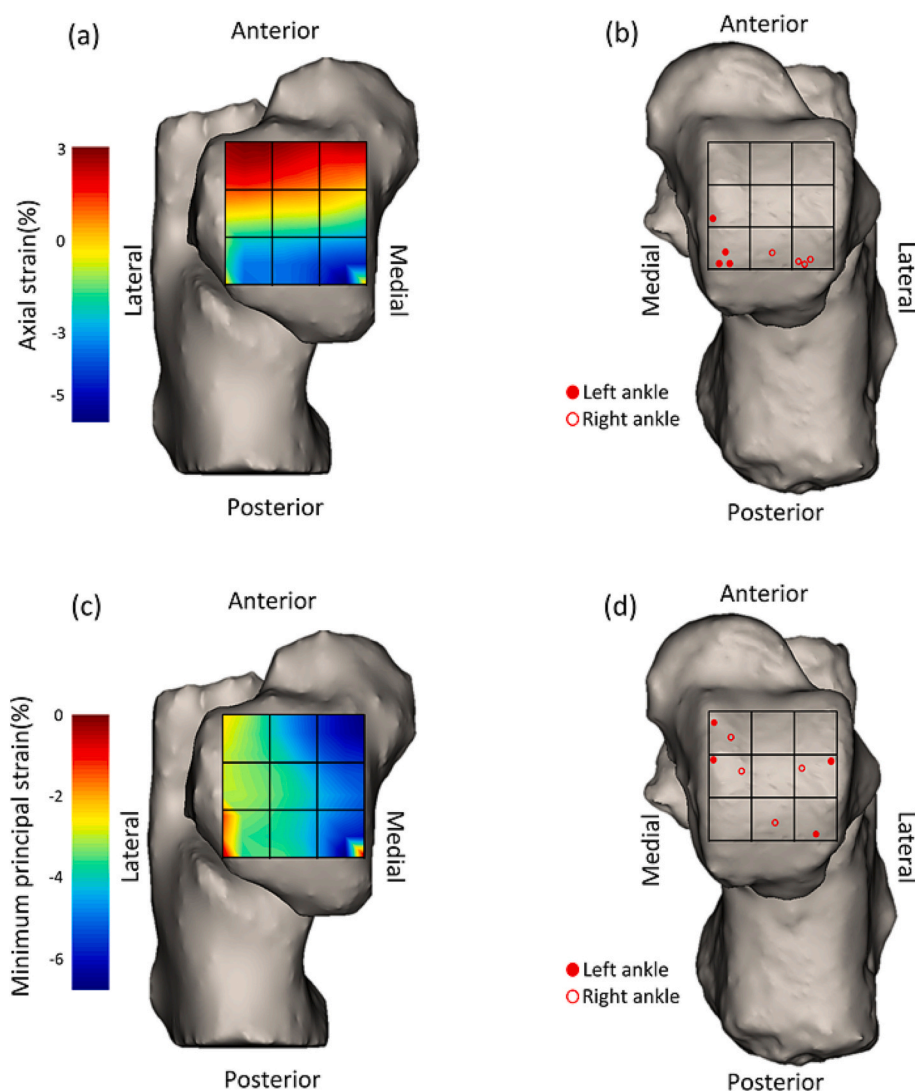 (a)
Anterior
3
0
-3
-5
Axial strain(%)
Lateral
Medial
Posterior
(b)
Anterior
Medial
Lateral
Left ankle
Right ankle
Posterior
(c)
Anterior
0
-2
-4
-6
Minimum principal strain(%)
Lateral
Medial
Posterior
(d)
Anterior
Medial
Lateral
Left ankle
Right ankle
Posterior